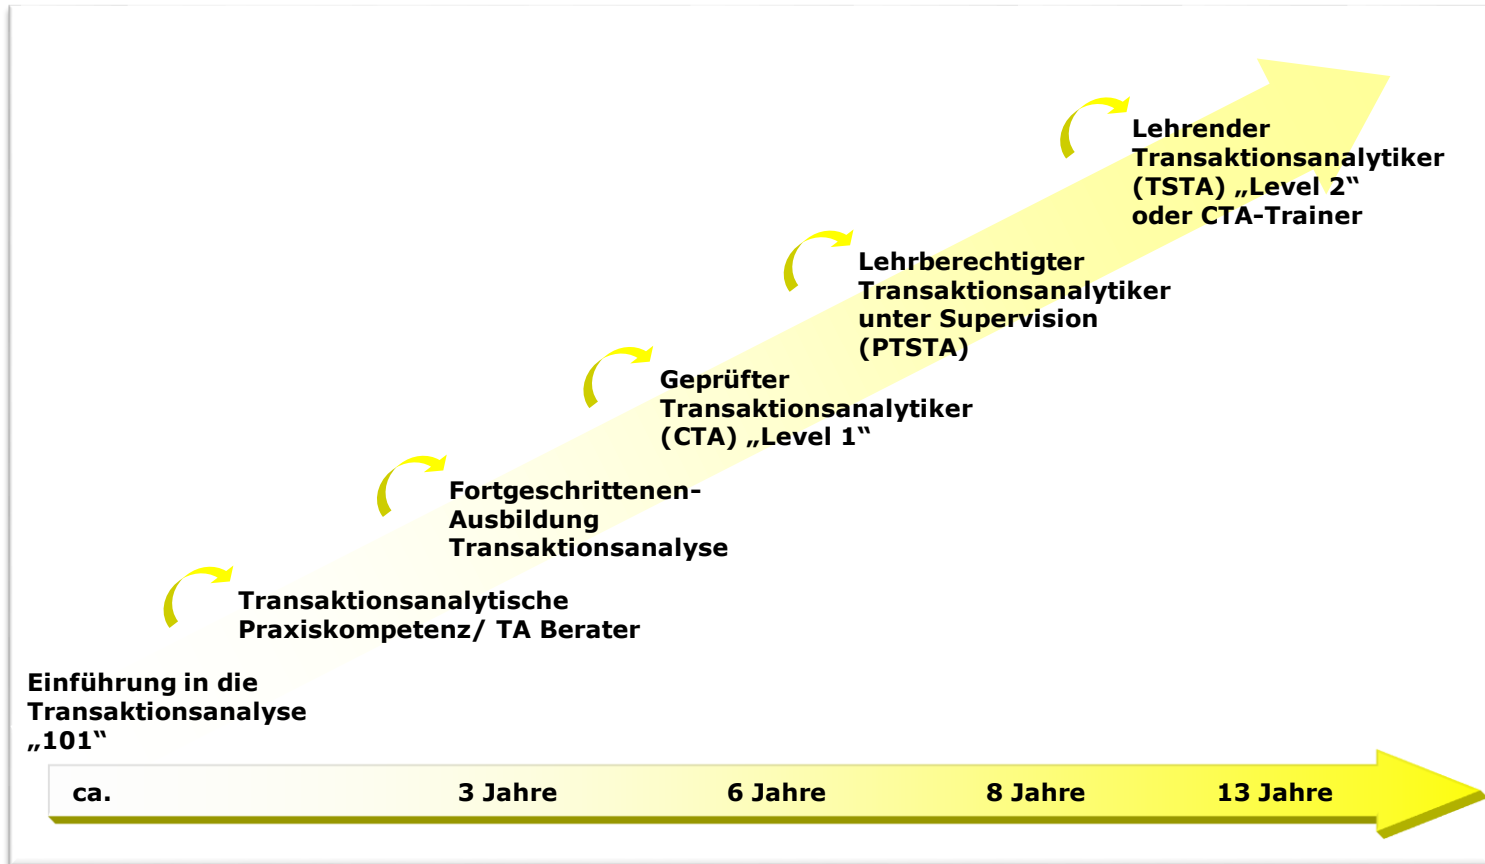 Lehrender
Transaktionsanalytiker
(TSTA) „Level 2“
oder CTA-Trainer
Lehrberechtigter
Transaktionsanalytiker
unter Supervision
(PTSTA)
Geprüfter
Transaktionsanalytiker
(CTA) „Level 1“
Fortgeschrittenen-
Ausbildung
Transaktionsanalyse
Transaktionsanalytische
Praxiskompetenz/ TA Berater
Einführung in die
Transaktionsanalyse
„101“
ca. 3 Jahre 6 Jahre 8 Jahre 13 Jahre